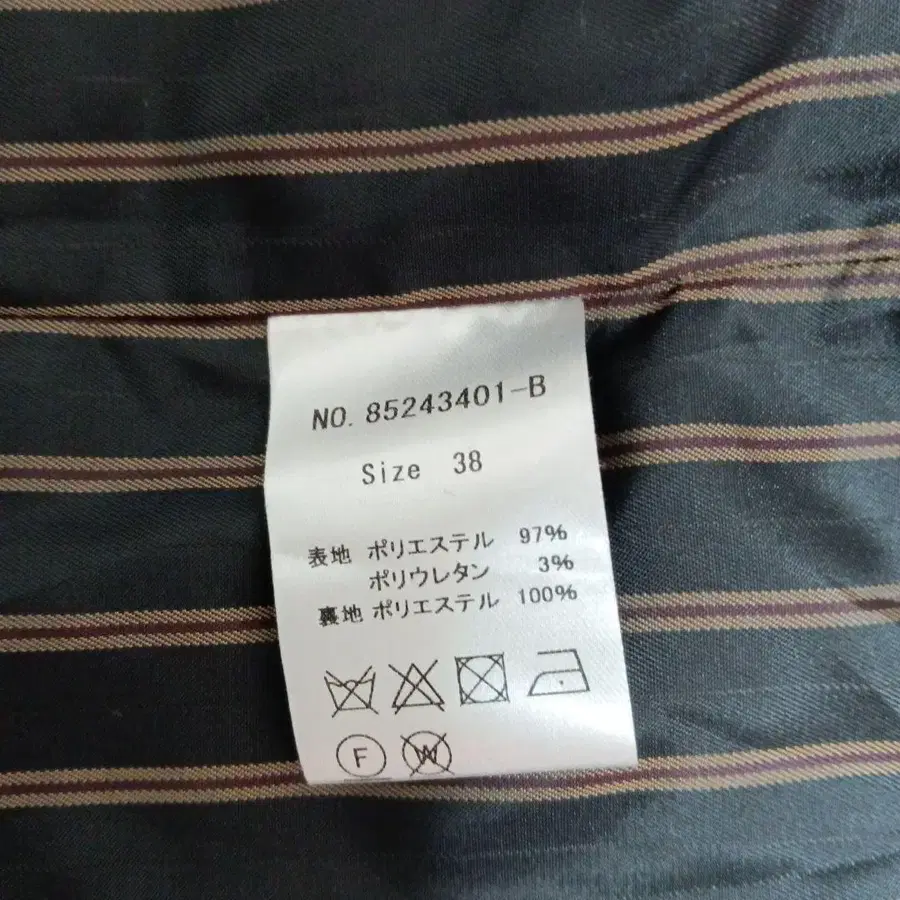 NO. 85243401-B
Size 38
表地 ポリエステル 97%
ポリウレタン 3%
裏地 ポリエステル 100%
F
W